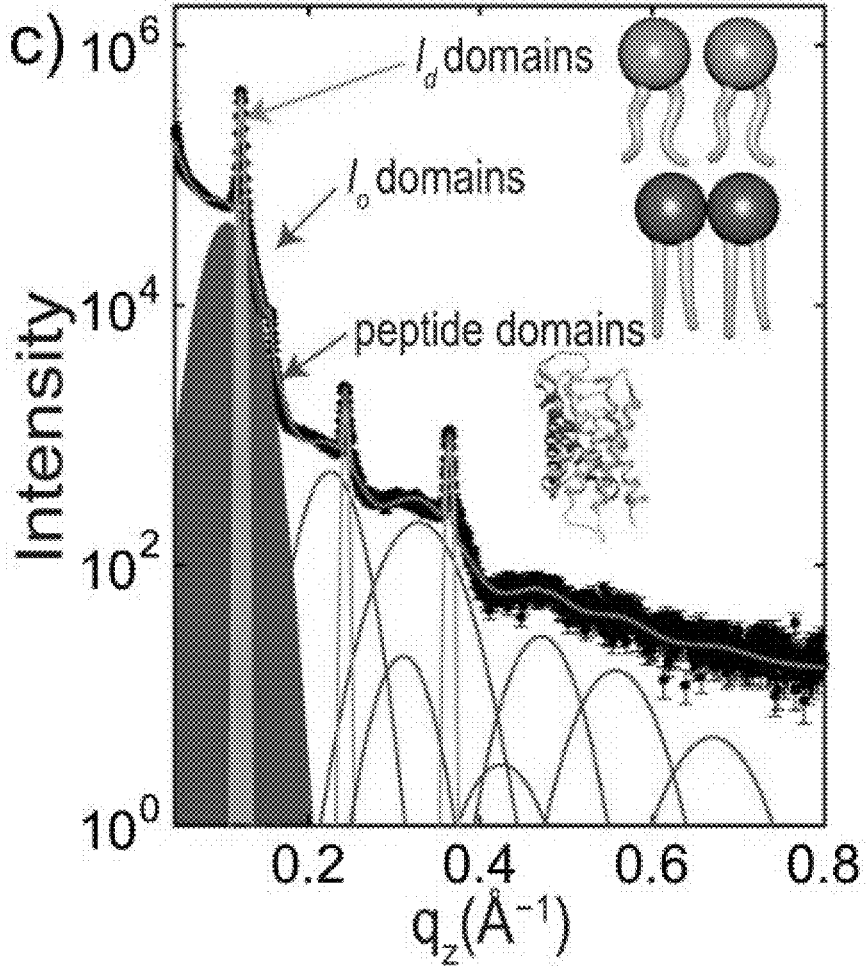 c)
10^6
l_d domains
l_o domains
10^4
peptide domains
Intensity
10^2
10^0
0.2 0.4 0.6 0.8
q_z(Å^−1)